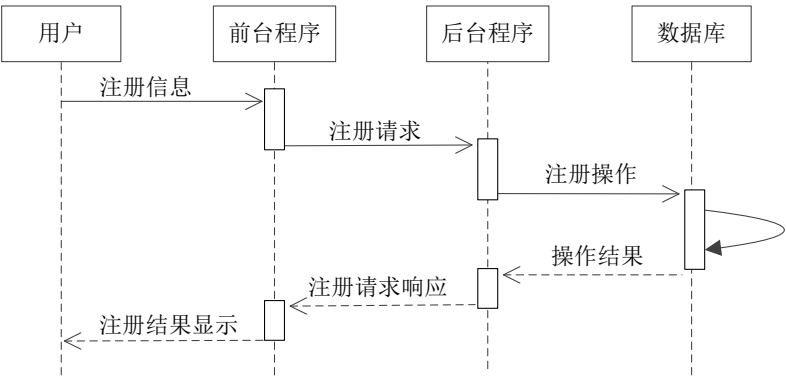 用户
前台程序
后台程序
数据库
注册信息
注册请求
注册操作
操作结果
注册请求响应
注册结果显示